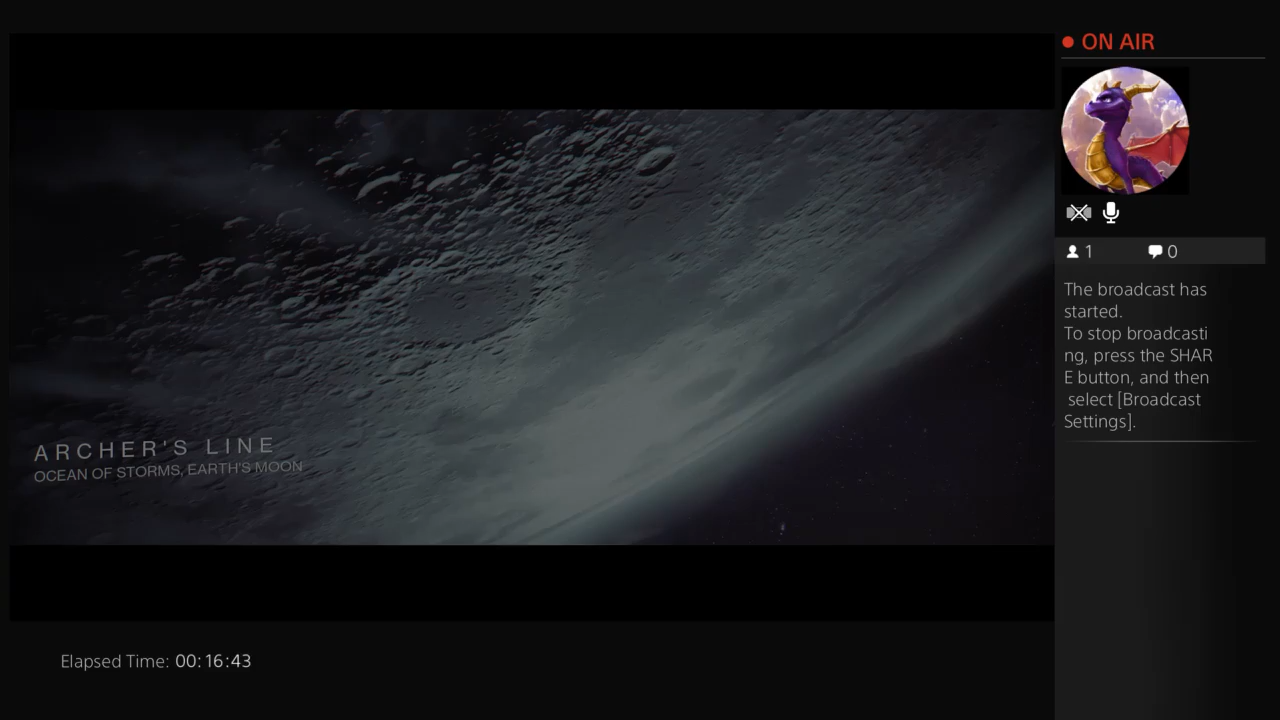 ON AIR
1 0
The broadcast has
started.
To stop broadcasti
ng, press the SHAR
E button, and then
select [Broadcast
Settings].
ARCHER'S LINE
OCEAN OF STORMS, EARTH'S MOON
Elapsed Time: 00:16:43